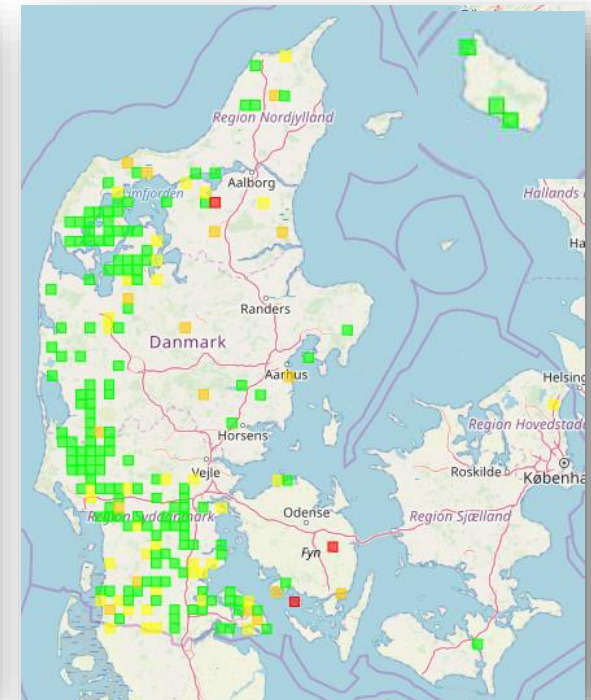 Region Nordjylland
Aalborg
Limfjorden
Hallands
Ha
Randers
Danmark
Aarhus
Helsing
Region Hovedstade
Horsens
Roskilde
Københa
Vejle
Odense
Region Syddanmark
Region Sjælland
Fyn